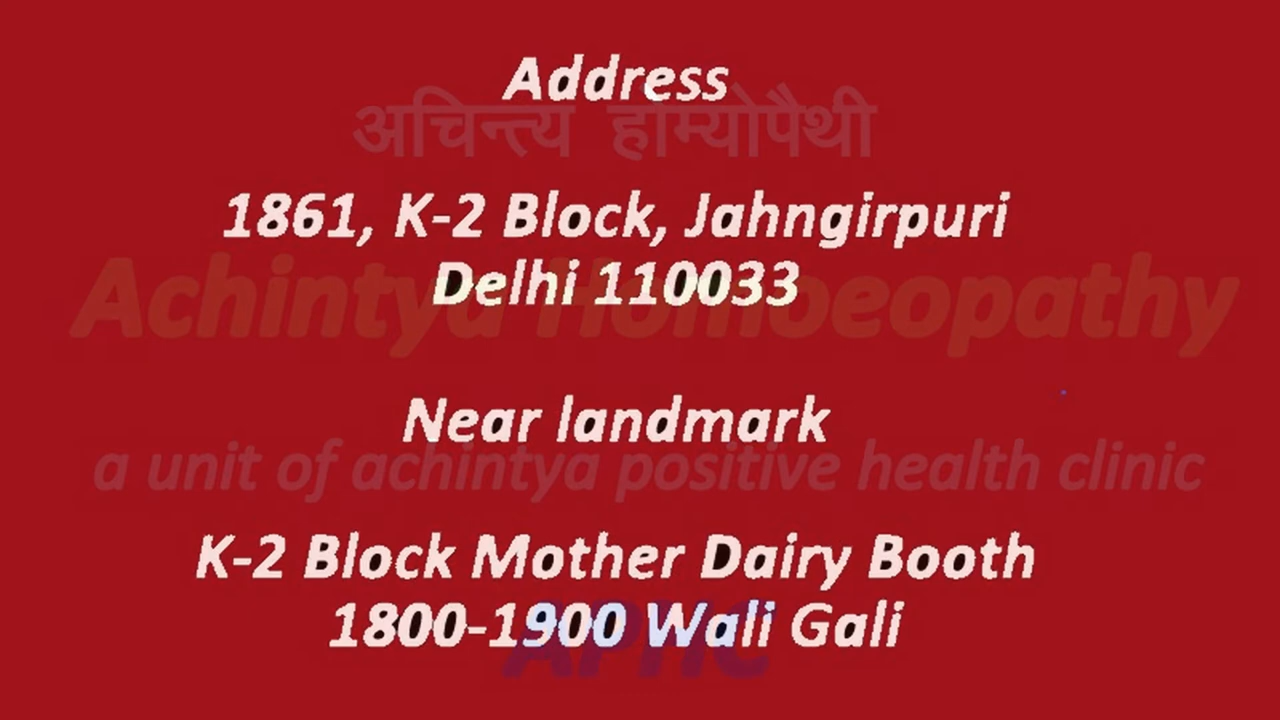 Address
अचिन्त्य होम्योपैथी
1861, K-2 Block, Jahngirpuri
Delhi 110033
Achintya Homoeopathy
Near landmark
a unit of achintya positive health clinic
K-2 Block Mother Dairy Booth
1800-1900 Wali Gali
APHC